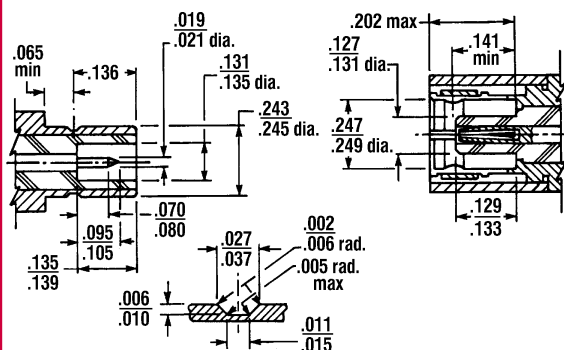 .019
.021 dia.
.065
min
.136
.131
.135 dia.
.243
.245 dia.
.070
.080
.095
.105
.135
.139
.202 max
.141
min
.127
.131 dia.
.247
.249 dia.
.129
.133
.002
.006 rad.
.005 rad.
max
.027
.037
.006
.010
.011
.015